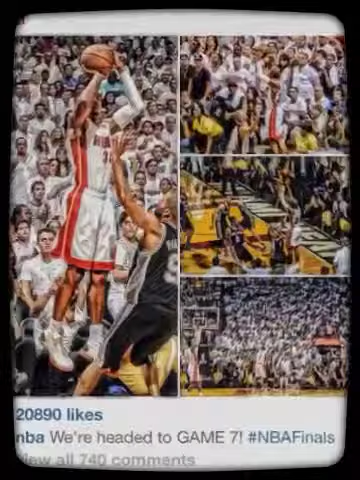 20890 likes
nba We're headed to GAME 7! #NBAFinals
view all 740 comments